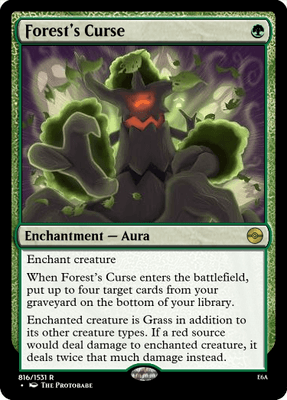 Forest's Curse
Enchantment — Aura
Enchant creature
When Forest's Curse enters the battlefield,
put up to four target cards from your
graveyard on the bottom of your library.
Enchanted creature is Grass in addition to
its other creature types. If a red source
would deal damage to enchanted creature, it
deals twice that much damage instead.
816/1531 R
E6A
• The Protobabe